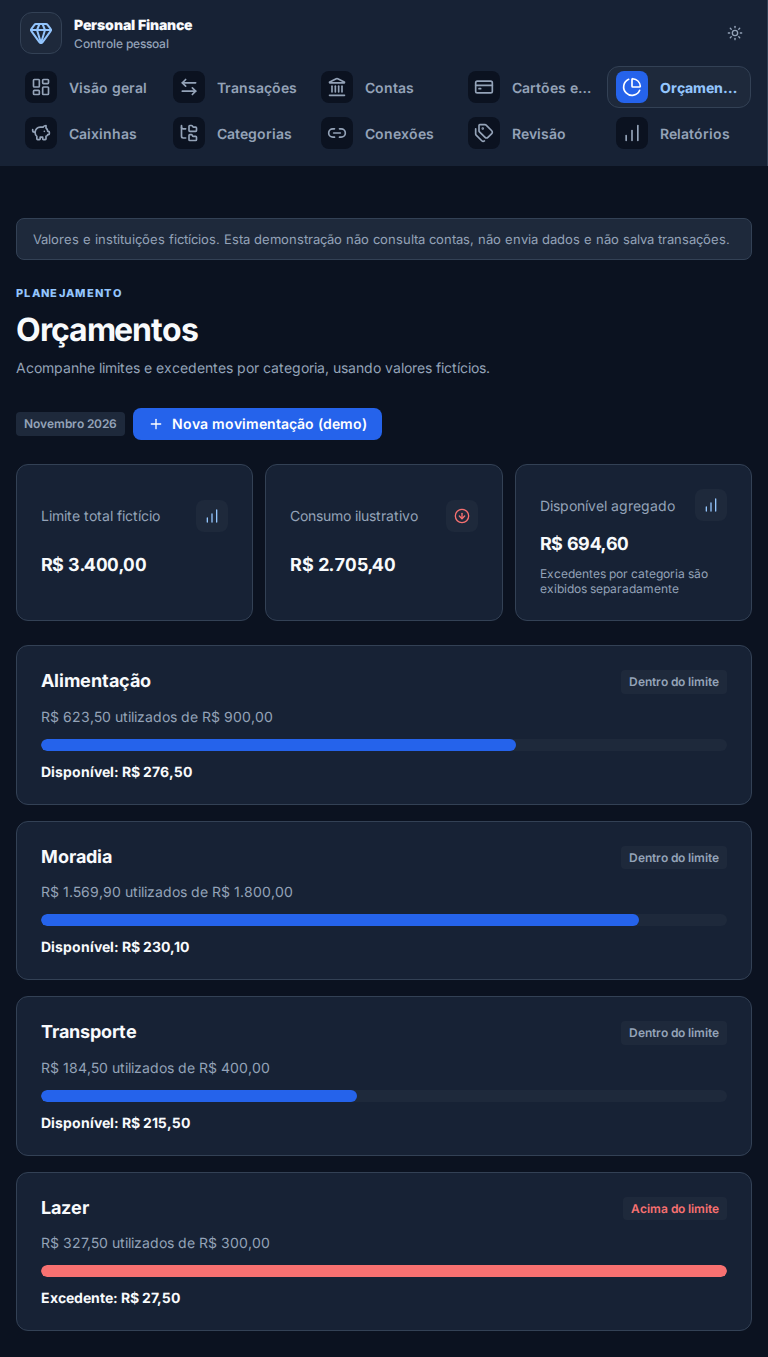 Personal Finance
Controle pessoal
Visão geral
Transações
Contas
Cartões e...
Orçamen...
Caixinhas
Categorias
Conexões
Revisão
Relatórios
Valores e instituições fictícios. Esta demonstração não consulta contas, não envia dados e não salva transações.
PLANEJAMENTO
Orçamentos
Acompanhe limites e excedentes por categoria, usando valores fictícios.
Novembro 2026
Nova movimentação (demo)
Limite total fictício
R$ 3.400,00
Consumo ilustrativo
R$ 2.705,40
Disponível agregado
R$ 694,60
Excedentes por categoria são
exibidos separadamente
Alimentação
Dentro do limite
R$ 623,50 utilizados de R$ 900,00
Disponível: R$ 276,50
Moradia
Dentro do limite
R$ 1.569,90 utilizados de R$ 1.800,00
Disponível: R$ 230,10
Transporte
Dentro do limite
R$ 184,50 utilizados de R$ 400,00
Disponível: R$ 215,50
Lazer
Acima do limite
R$ 327,50 utilizados de R$ 300,00
Excedente: R$ 27,50